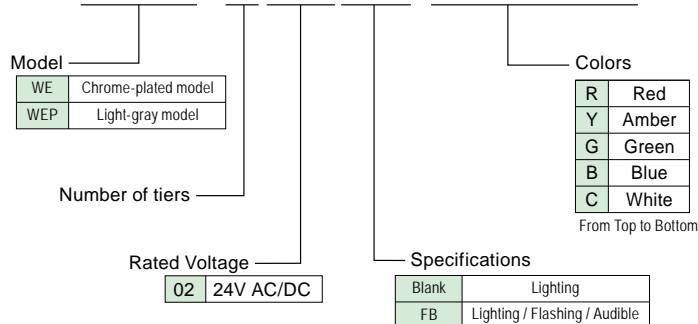 Model
WE Chrome-plated model
WEP Light-gray model
Number of tiers
Rated Voltage
02 24V AC/DC
Specifications
Blank Lighting
FB Lighting / Flashing / Audible
Colors
R Red
Y Amber
G Green
B Blue
C White
From Top to Bottom